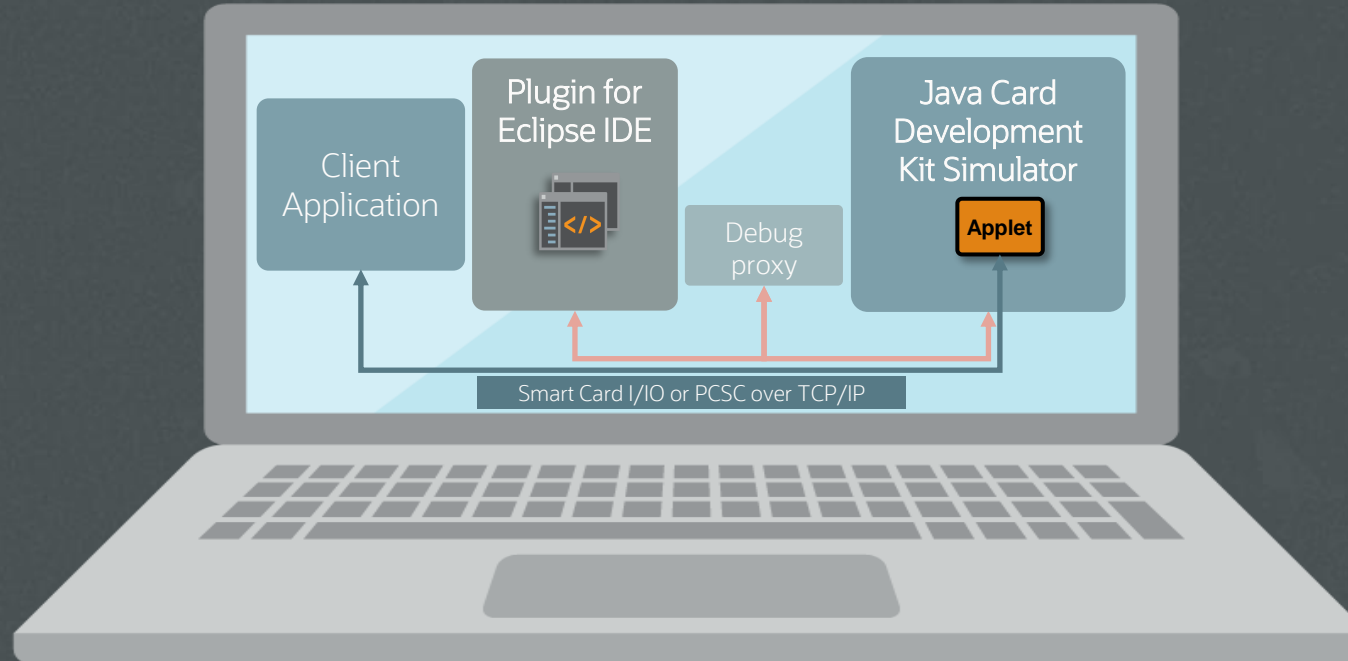 Client
Application
Plugin for
Eclipse IDE
</>
Debug
proxy
Java Card
Development
Kit Simulator
Applet
Smart Card I/IO or PCSC over TCP/IP